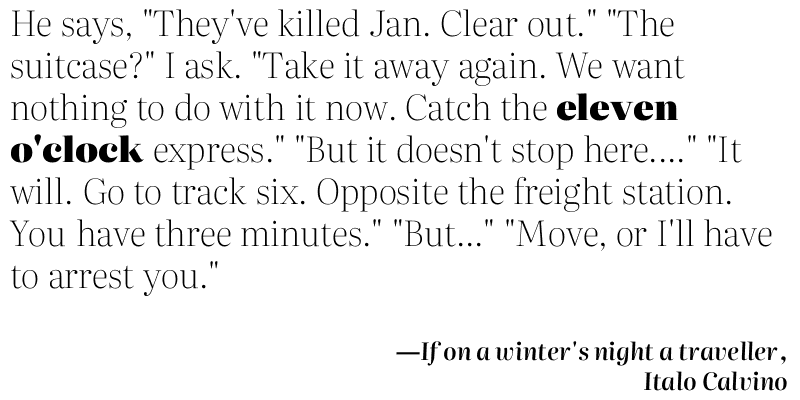 He says, "They've killed Jan. Clear out." "The
suitcase?" I ask. "Take it away again. We want
nothing to do with it now. Catch the eleven
o'clock express." "But it doesn't stop here...." "It
will. Go to track six. Opposite the freight station.
You have three minutes." "But..." "Move, or I'll have
to arrest you."
—If on a winter's night a traveller,
Italo Calvino